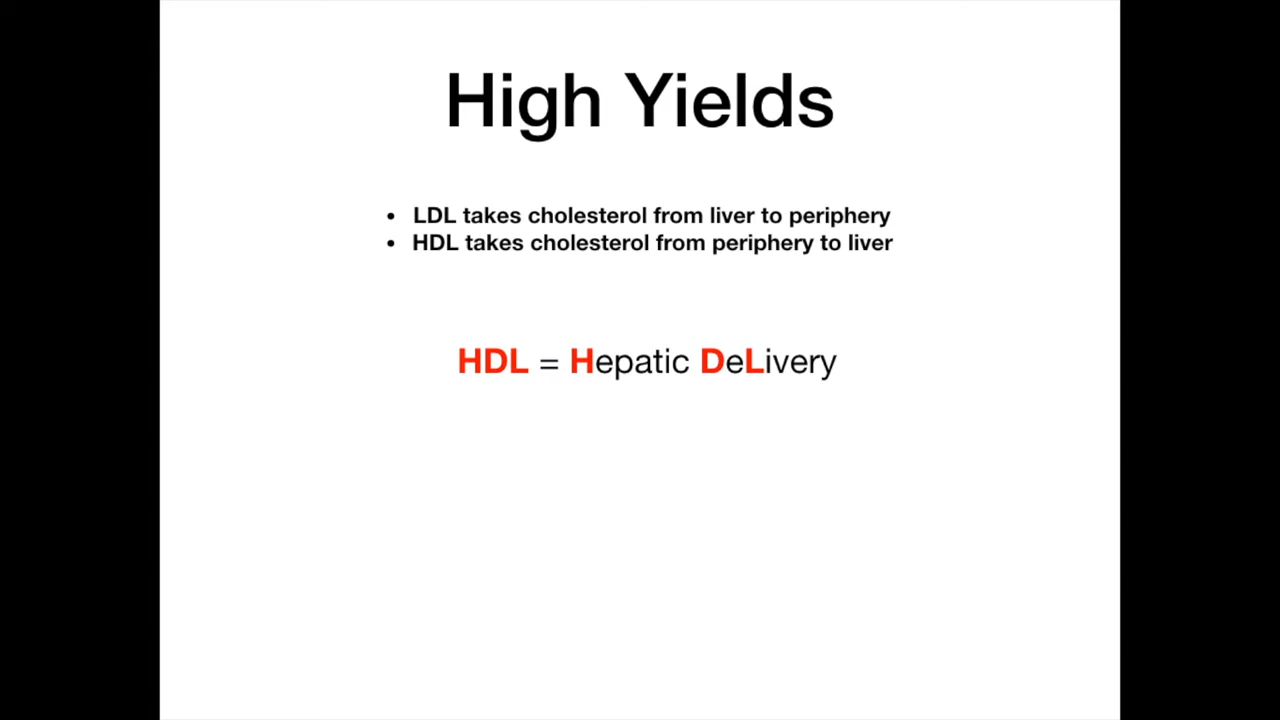 High Yields
• LDL takes cholesterol from liver to periphery
• HDL takes cholesterol from periphery to liver
HDL = Hepatic DeLivery